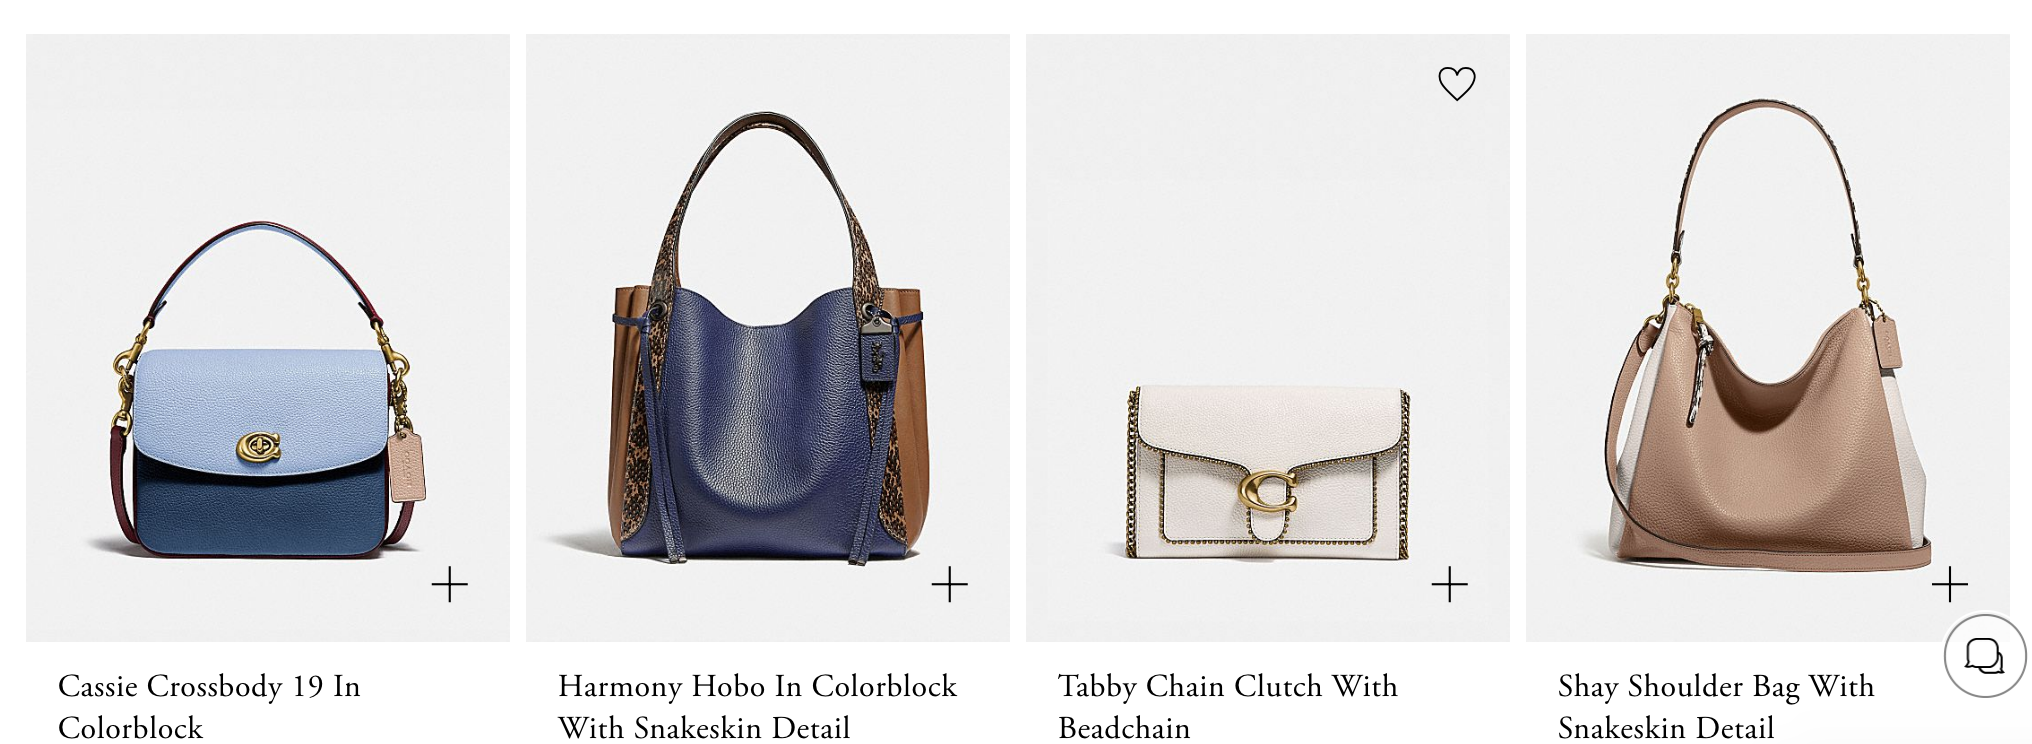 Cassie Crossbody 19 In
Colorblock
Harmony Hobo In Colorblock
With Snakeskin Detail
Tabby Chain Clutch With
Beadchain
Shay Shoulder Bag With
Snakeskin Detail